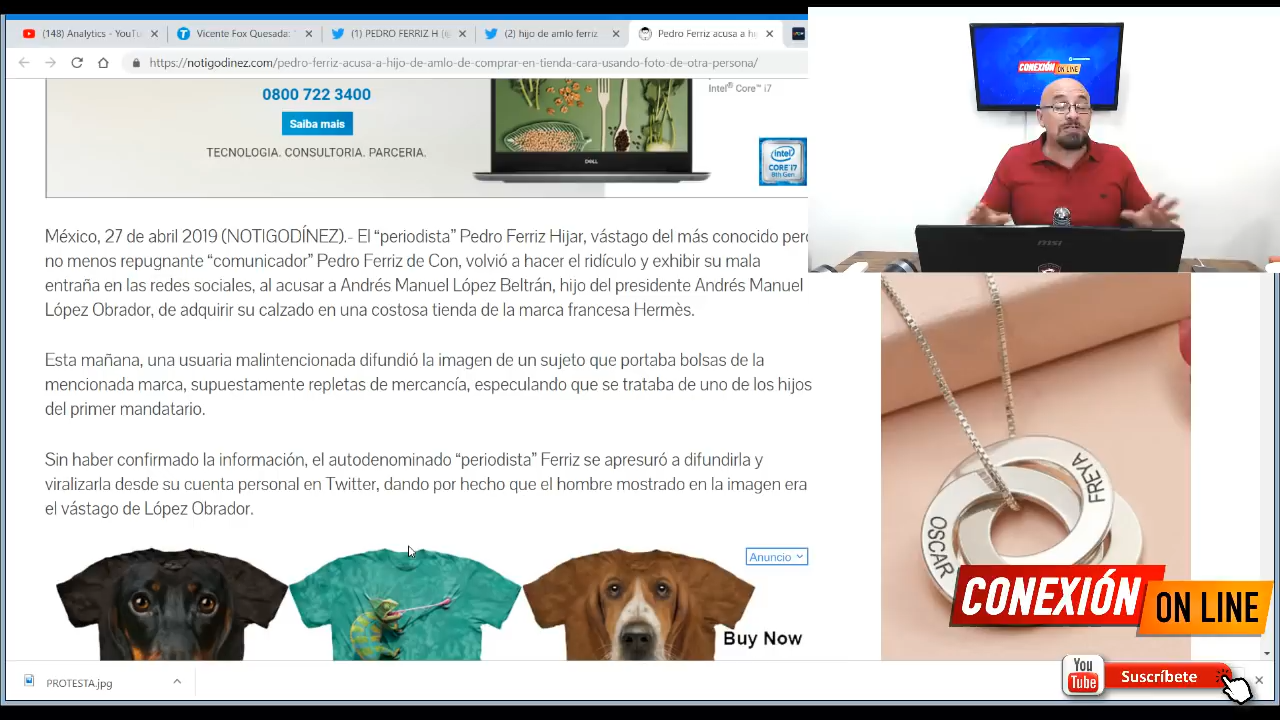 (148) Analytics - YouTu
Vicente Fox Quesada:
(1) PEDRO FERRIZ H (
(2) hijo de amlo ferriz
Pedro Ferriz acusa a hi
https://notigodinez.com/pedro-ferriz-acusa-a-hijo-de-amlo-de-comprar-en-tienda-cara-usando-foto-de-otra-persona/
CONEXIÓN ON LINE
0800 722 3400
Intel® Core™ i7
Saiba mais
TECNOLOGIA. CONSULTORIA. PARCERIA.
DELL
intel
CORE i7
8th Gen
msi
México, 27 de abril 2019 (NOTIGODÍNEZ).- El “periodista” Pedro Ferriz Hijar, vástago del más conocido pero
no menos repugnante “comunicador” Pedro Ferriz de Con, volvió a hacer el ridículo y exhibir su mala
entraña en las redes sociales, al acusar a Andrés Manuel López Beltrán, hijo del presidente Andrés Manuel
López Obrador, de adquirir su calzado en una costosa tienda de la marca francesa Hermès.
Esta mañana, una usuaria malintencionada difundió la imagen de un sujeto que portaba bolsas de la
mencionada marca, supuestamente repletas de mercancía, especulando que se trataba de uno de los hijos
del primer mandatario.
Sin haber confirmado la información, el autodenominado “periodista” Ferriz se apresuró a difundirla y
viralizarla desde su cuenta personal en Twitter, dando por hecho que el hombre mostrado en la imagen era
el vástago de López Obrador.
Anuncio
Buy Now
OSCAR
FREYA
CONEXIÓN
ON LINE
PROTESTA.jpg
You
Tube
Suscríbete